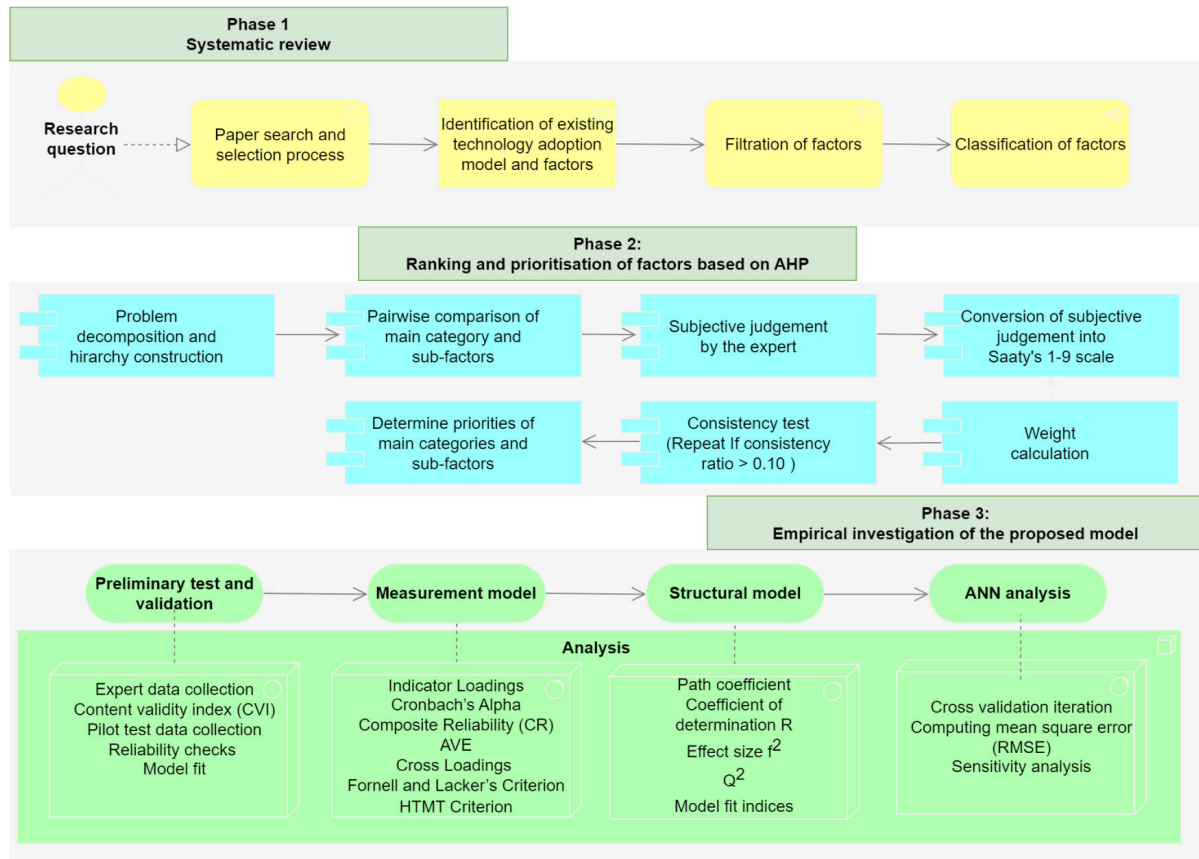 Phase 1
Systematic review
Research
question
Paper search and
selection process
Identification of existing
technology adoption
model and factors
Filtration of factors
Classification of factors
Phase 2:
Ranking and prioritisation of factors based on AHP
Problem
decomposition and
hirarchy construction
Pairwise comparison of
main category and
sub-factors
Subjective judgement
by the expert
Conversion of subjective
judgement into
Saaty's 1-9 scale
Determine priorities of
main categories and
sub-factors
Consistency test
(Repeat If consistency
ratio > 0.10 )
Weight
calculation
Phase 3:
Empirical investigation of the proposed model
Preliminary test and
validation
Measurement model
Structural model
ANN analysis
Analysis
Expert data collection
Content validity index (CVI)
Pilot test data collection
Reliability checks
Model fit
Indicator Loadings
Cronbach's Alpha
Composite Reliability (CR)
AVE
Cross Loadings
Fornell and Lacker's Criterion
HTMT Criterion
Path coefficient
Coefficient of
determination R
Effect size f²
Q²
Model fit indices
Cross validation iteration
Computing mean square error
(RMSE)
Sensitivity analysis